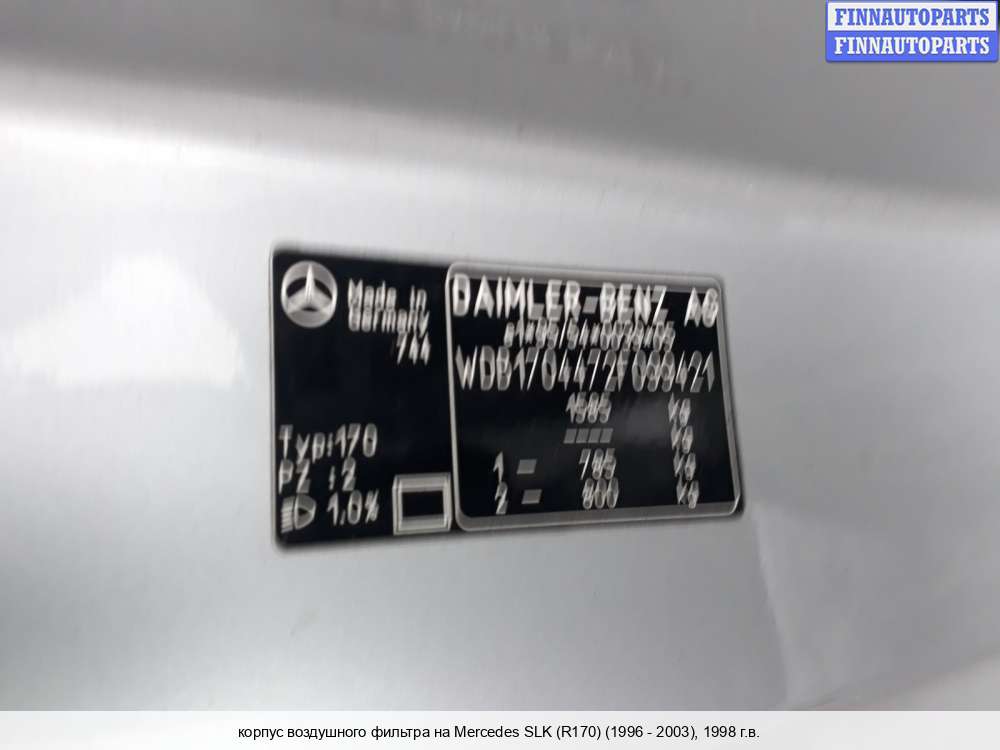 FINNAUTOPARTS
FINNAUTOPARTS
Made in
Germany
744
Typ:170
PZ :2
1.0%
DAIMLER-BENZ AG
WDB1704472F099421
1585 kg
---- kg
1 - 785 kg
2 - 800 kg
корпус воздушного фильтра на Mercedes SLK (R170) (1996 - 2003), 1998 г.в.